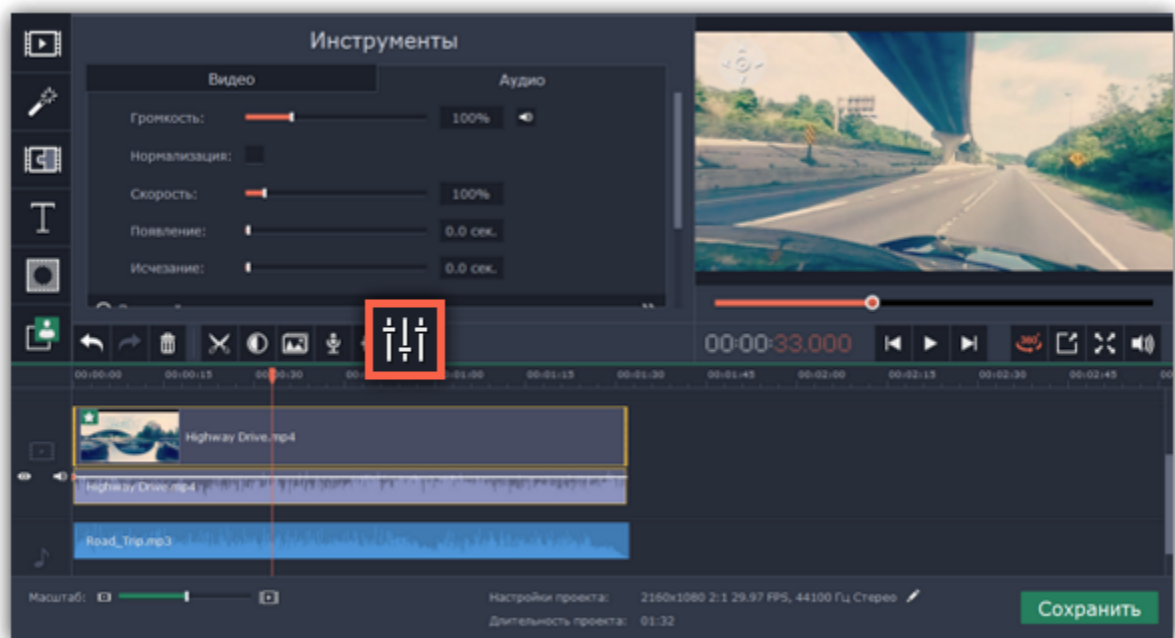 Инструменты
Видео
Аудио
Громкость:
100%
Нормализация:
Скорость:
100%
Появление:
0.0 сек.
Исчезание:
0.0 сек.
T
00:00:33.000
360°
00:00:00
00:00:15
00:01:00
00:01:15
00:01:30
00:01:45
00:02:00
00:02:15
00:02:30
00:02:45
Highway Drive.mp4
Highway Drive.mp4
Road_Trip.mp3
Масштаб:
Настройки проекта: 2160x1080 2:1 29.97 FPS, 44100 Гц Стерео
Длительность проекта: 01:32
Сохранить